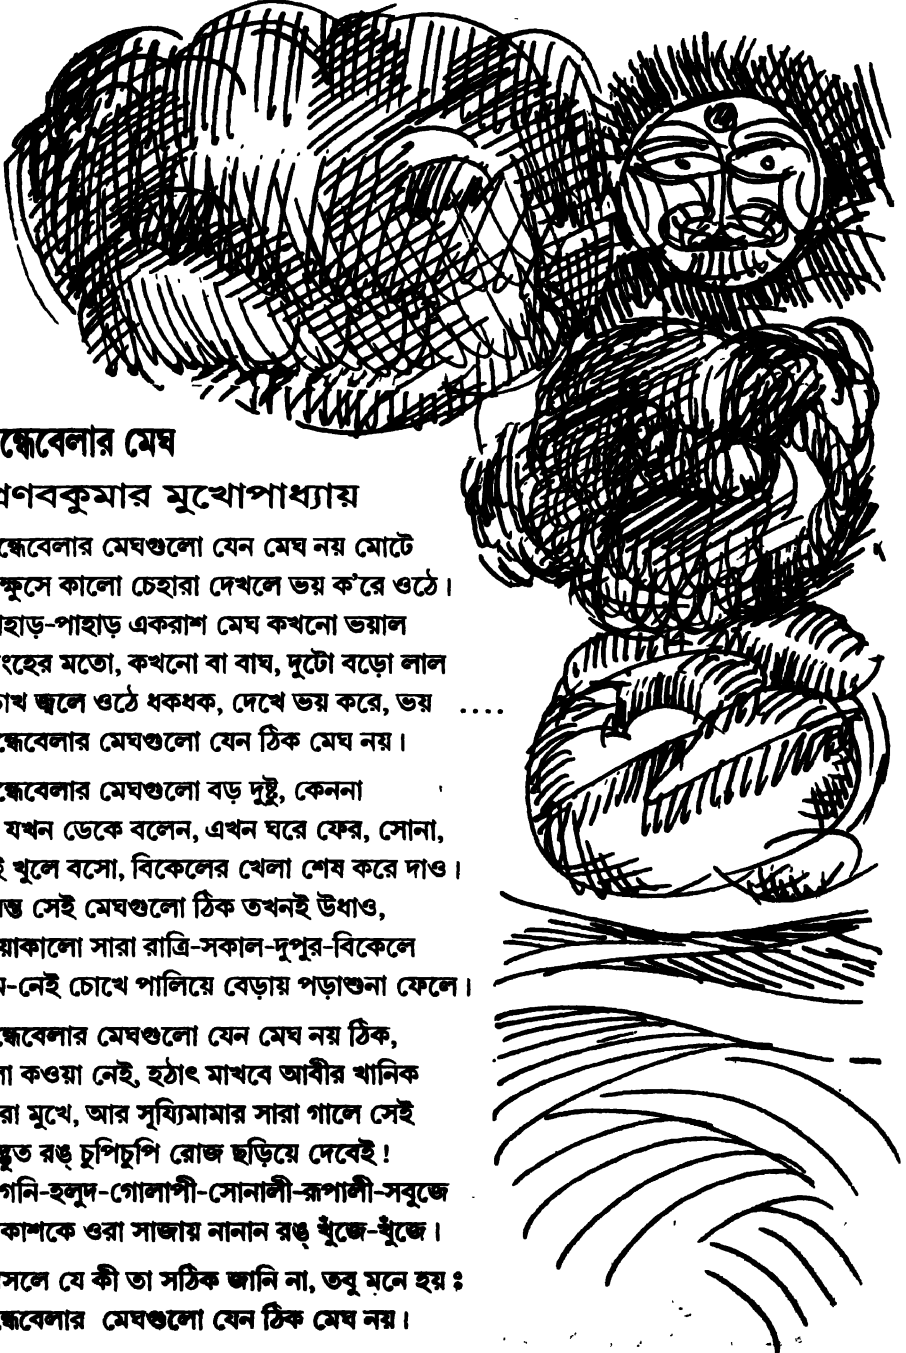 ন্ধেবেলার মেঘ
প্রণবকুমার মুখোপাধ্যায়
ন্ধেবেলার মেঘগুলো যেন মেঘ নয় মোটে
ক্ষুসে কালো চেহারা দেখলে ভয় ক'রে ওঠে।
হাড়-পাহাড় একরাশ মেঘ কখনো ভয়াল
ংহের মতো, কখনো বা বাঘ, দুটো বড়ো লাল
োখ জ্বলে ওঠে ধকধক, দেখে ভয় করে, ভয় ....
ন্ধেবেলার মেঘগুলো যেন ঠিক মেঘ নয়।
ন্ধেবেলার মেঘগুলো বড় দুষ্টু, কেননা
যখন ডেকে বলেন, এখন ঘরে ফের, সোনা,
ই খুলে বসো, বিকেলের খেলা শেষ করে দাও।
ন্তু সেই মেঘগুলো ঠিক তখনই উধাও,
য়াকালো সারা রাত্রি-সকাল-দুপুর-বিকেলে
ম-নেই চোখে পালিয়ে বেড়ায় পড়াশুনা ফেলে।
ন্ধেবেলার মেঘগুলো যেন মেঘ নয় ঠিক,
লা কওয়া নেই, হঠাৎ মাখবে আবীর খানিক
রা মুখে, আর সূয্যিমামার সারা গালে সেই
দ্ভুত রঙ্ চুপিচুপি রোজ ছড়িয়ে দেবেই!
গনি-হলুদ-গোলাপী-সোনালী-রূপালী-সবুজে
কাশকে ওরা সাজায় নানান রঙ্ খুঁজে-খুঁজে।
সলে যে কী তা সঠিক জানি না, তবু মনে হয় ঃ
ন্ধেবেলার মেঘগুলো যেন ঠিক মেঘ নয়।